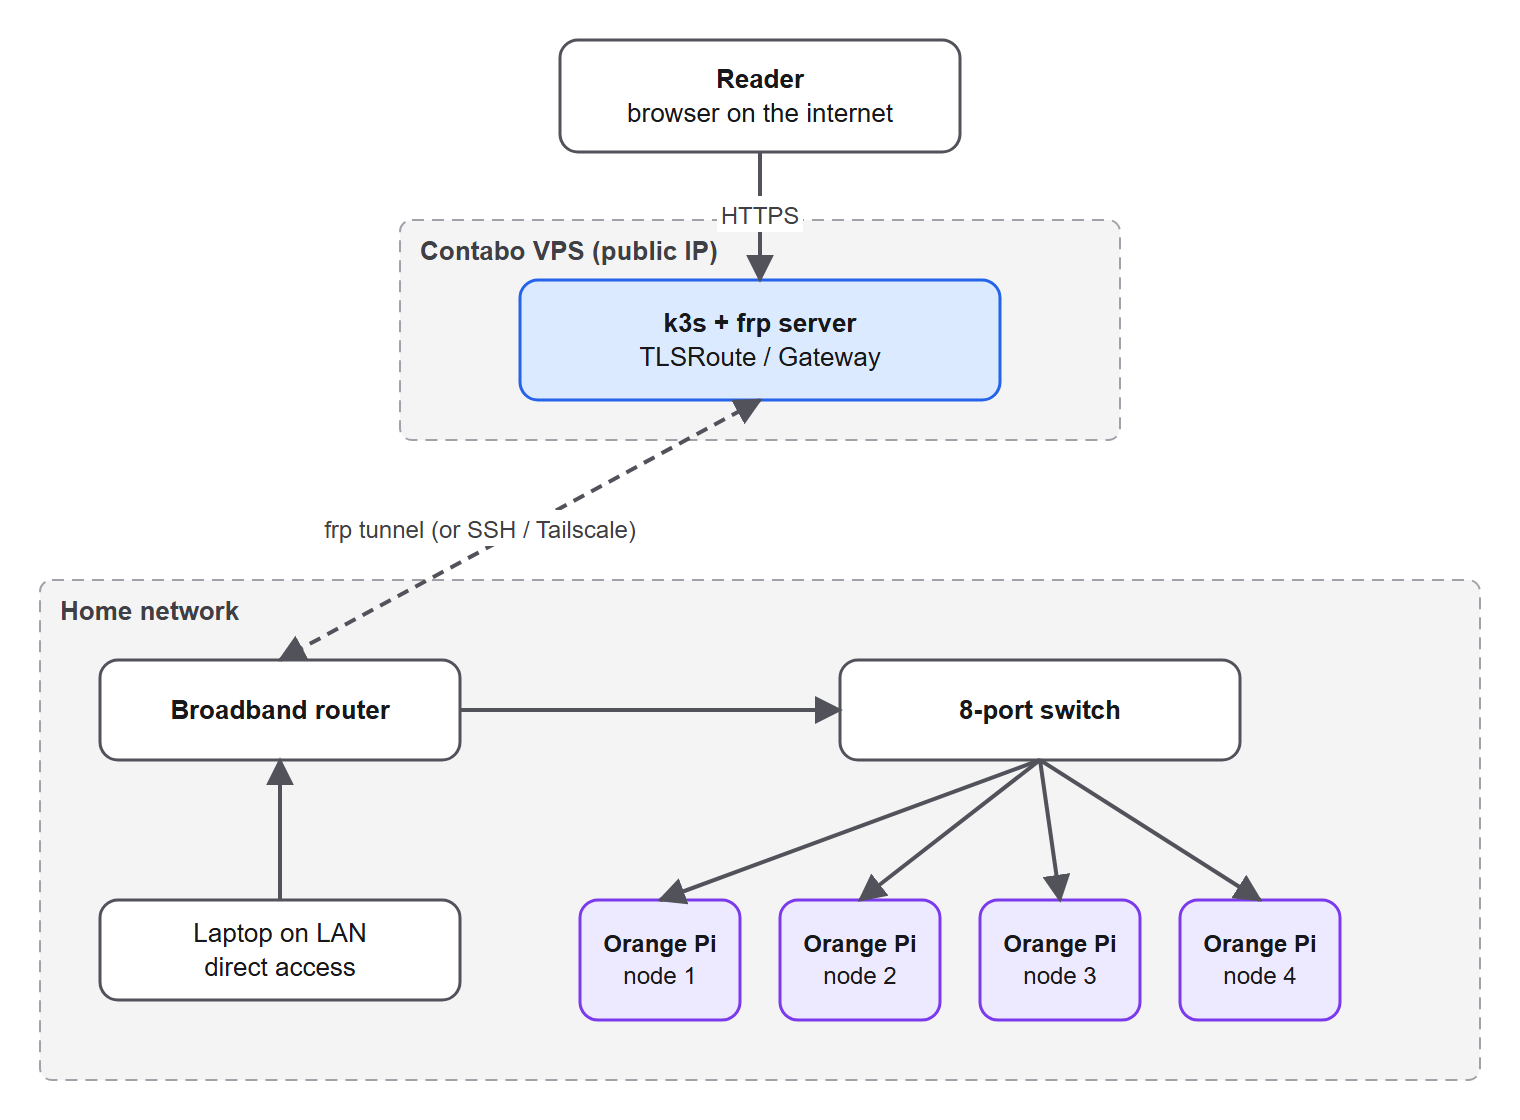 Reader
browser on the internet
HTTPS
Contabo VPS (public IP)
k3s + frp server
TLSRoute / Gateway
frp tunnel (or SSH / Tailscale)
Home network
Broadband router
8-port switch
Laptop on LAN
direct access
Orange Pi
node 1
Orange Pi
node 2
Orange Pi
node 3
Orange Pi
node 4